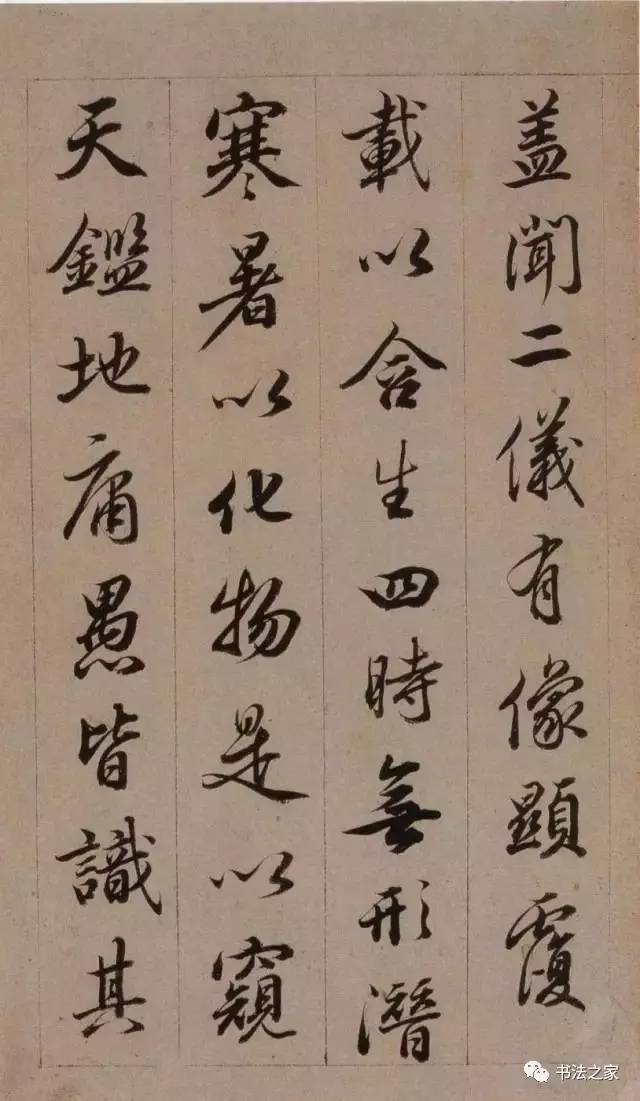 盖聞二儀有像顯覆
載以含生四時無形潛
寒暑以化物是以窺
天鑑地庸愚皆識其
书法之家